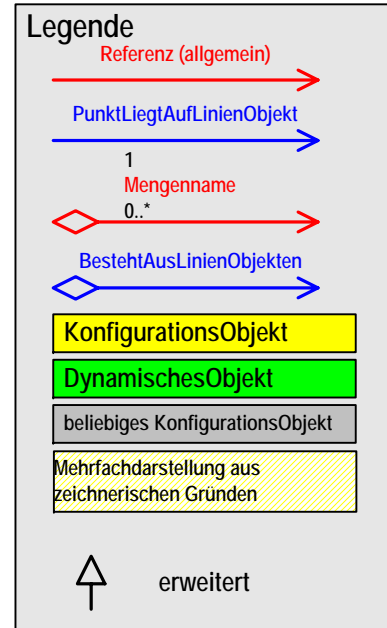 Legende
Referenz (allgemein)
PunktLiegtAufLinienObjekt
1
Mengenname
0..*
BestehtAusLinienObjekten
KonfigurationsObjekt
DynamischesObjekt
beliebiges KonfigurationsObjekt
Mehrfachdarstellung aus
zeichnerischen Gründen
erweitert